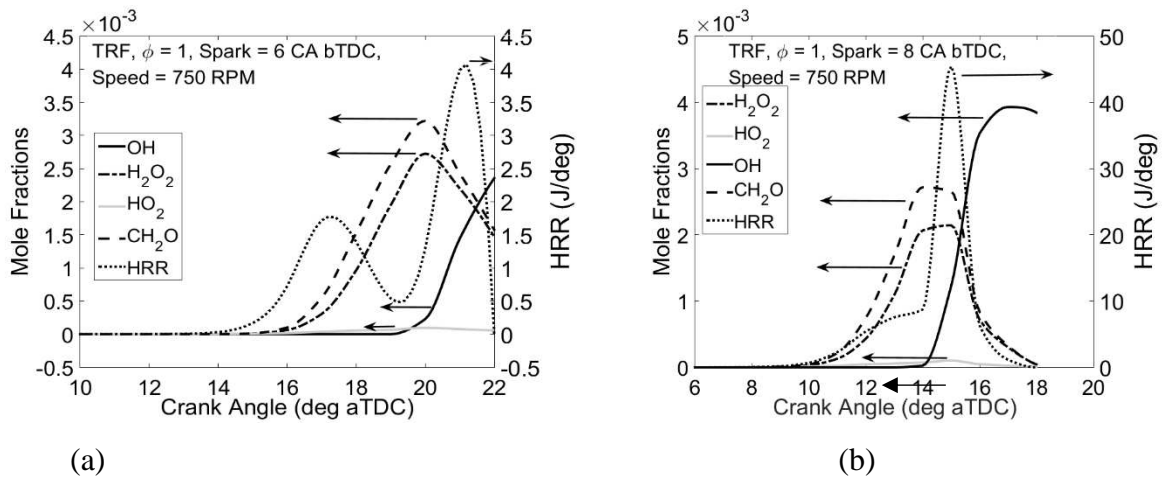 ×10⁻³
TRF, ϕ = 1, Spark = 6 CA bTDC,
Speed = 750 RPM
OH
H₂O₂
HO₂
CH₂O
HRR
4.5
4
3.5
3
2.5
2
1.5
1
0.5
0
-0.5
Mole Fractions
4.5
4
3.5
3
2.5
2
1.5
1
0.5
0
-0.5
HRR (J/deg)
10 12 14 16 18 20 22
Crank Angle (deg aTDC)
(a)
×10⁻³
TRF, ϕ = 1, Spark = 8 CA bTDC,
Speed = 750 RPM
H₂O₂
HO₂
OH
CH₂O
HRR
5
4
3
2
1
0
Mole Fractions
50
40
30
20
10
0
HRR (J/deg)
6 8 10 12 14 16 18 20
Crank Angle (deg aTDC)
(b)